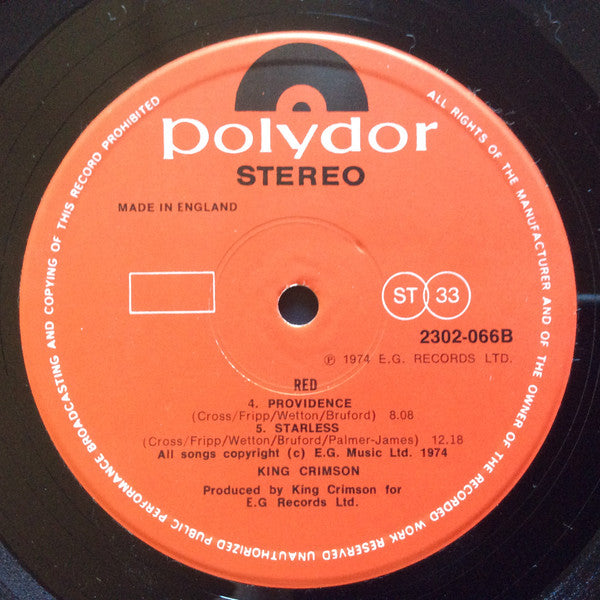 polydor
STEREO
MADE IN ENGLAND
ST 33
2302-066B
℗ 1974 E.G. RECORDS LTD.
RED
4. PROVIDENCE
(Cross/Fripp/Wetton/Bruford) 8.08
5. STARLESS
(Cross/Fripp/Wetton/Bruford/Palmer-James) 12.18
All songs copyright (c) E.G. Music Ltd. 1974
KING CRIMSON
Produced by King Crimson for
E.G Records Ltd.
ALL RIGHTS OF THE MANUFACTURER AND OF THE OWNER OF THE RECORDED WORK RESERVED UNAUTHORIZED PUBLIC PERFORMANCE BROADCASTING AND COPYING OF THIS RECORD PROHIBITED